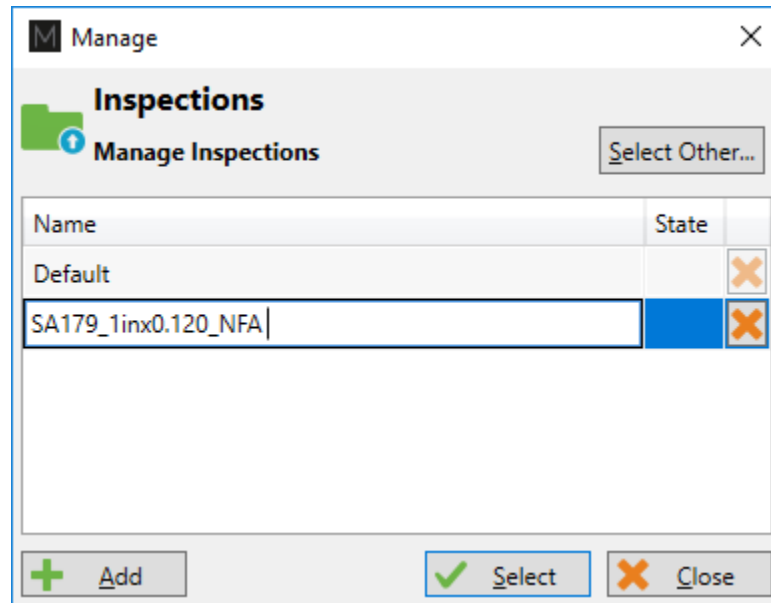 M Manage
Inspections
Manage Inspections
Select Other...
Name State
Default
SA179_1inx0.120_NFA
Add Select Close